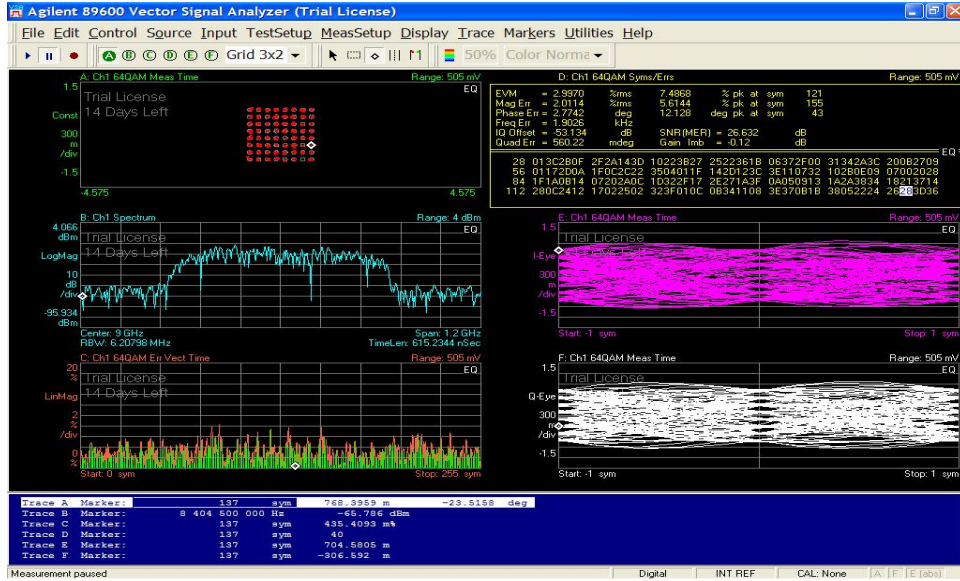 Agilent 89600 Vector Signal Analyzer (Trial License)
File Edit Control Source Input TestSetup MeasSetup Display Trace Markers Utilities Help
A B C D E F Grid 3x2 50% Color Norma
A: Ch1 64QAM Meas Time Range: 505 mV
1.5 EQ
Trial License
14 Days Left
Const
300
m
/div
-1.5
-4.575 4.575
D: Ch1 64QAM Syms/Errs Range: 505 mV
EVM = 2.9970 %rms 7.4868 % pk at sym 121
Mag Err = 2.0114 %rms 5.6144 % pk at sym 155
Phase Err = 2.7742 deg 12.128 deg pk at sym 43
Freq Err = 1.9026 kHz
IQ Offset = -53.134 dB SNR(MER) = 26.632 dB
Quad Err = 560.22 mdeg Gain Imb = -0.12 dB
EQ
28 013C2B0F 2F2A143D 10223B27 2522361B 06372F00 31342A3C 200B2709
56 01172D0A 1F0C2C22 3504011F 142D123C 3E110732 102B0E09 07002028
84 1F1A0B14 07202A0C 1D322F17 2E271A3F 0A050913 1A2A3834 18213714
112 280C2412 17022502 323F010C 0B341108 3E370B1B 38052224 26283D36
B: Ch1 Spectrum Range: 4 dBm
4.066 EQ
dBm
Trial License
14 Days Left
LogMag
10
dB
/div
-95.934
dBm
Center: 9 GHz Span: 1.2 GHz
RBW: 6.20798 MHz TimeLen: 615.2344 nSec
E: Ch1 64QAM Meas Time Range: 505 mV
1.5 EQ
Trial License
I-Eye
300
m
/div
-1.5
Start: -1 sym Stop: 1 sym
C: Ch1 64QAM Err Vect Time Range: 505 mV
20 EQ
%
Trial License
14 Days Left
LinMag
2
%
/div
0
%
Start: 0 sym Stop: 255 sym
F: Ch1 64QAM Meas Time Range: 505 mV
1.5 EQ
Trial License
Q-Eye
300
m
/div
-1.5
Start: -1 sym Stop: 1 sym
Trace A Marker: 137 sym 768.3959 m -23.5158 deg
Trace B Marker: 8 404 500 000 Hz -65.786 dBm
Trace C Marker: 137 sym 435.4093 m%
Trace D Marker: 137 sym 40
Trace E Marker: 137 sym 704.5805 m
Trace F Marker: 137 sym -306.592 m
Measurement paused Digital INT REF CAL: None A F E (abs)